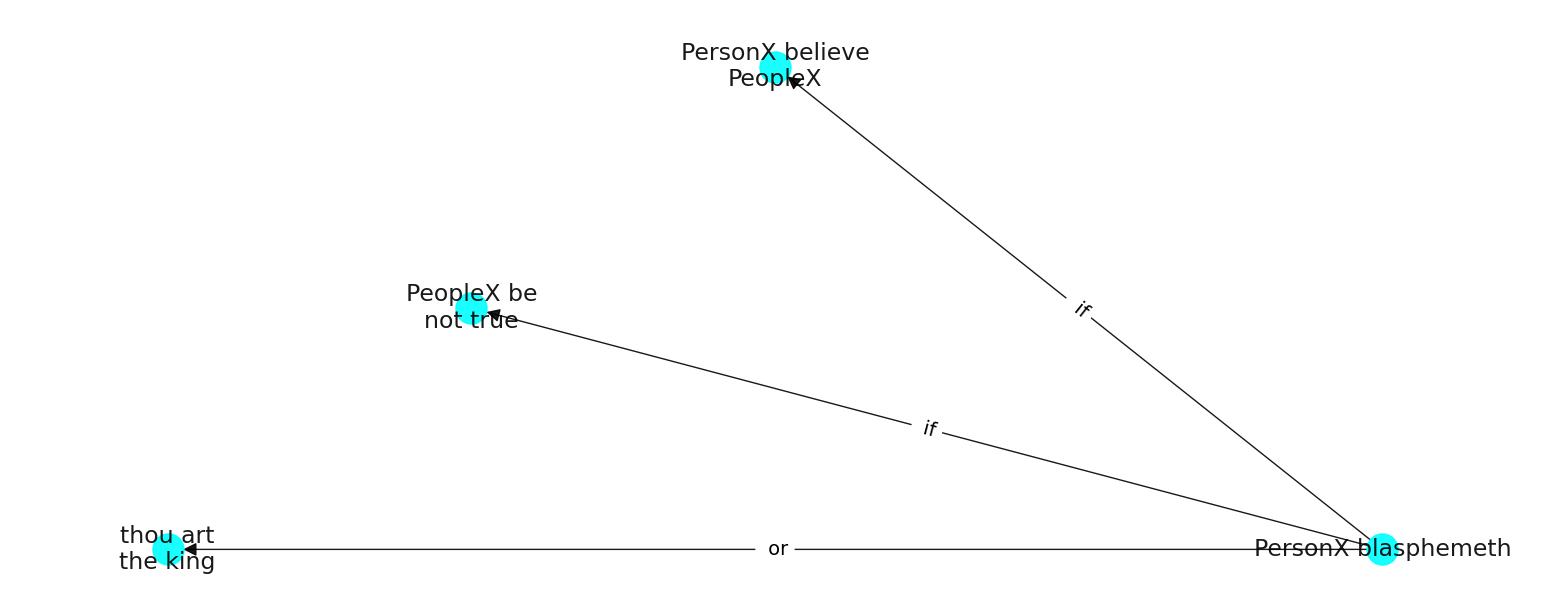 PersonX believe
PeopleX
PeopleX be
not true
if
if
thou art
the king
or
PersonX blasphemeth